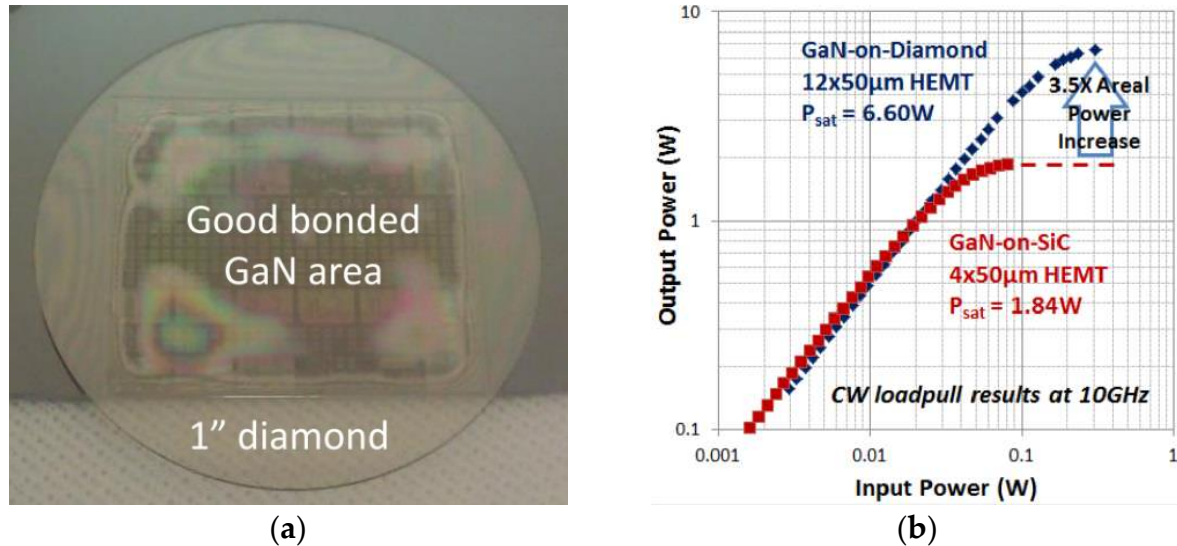 Good bonded
GaN area
1” diamond
(a)
Output Power (W)
10
1
0.1
GaN-on-Diamond
12x50μm HEMT
Psat = 6.60W
3.5X Areal
Power
Increase
GaN-on-SiC
4x50μm HEMT
Psat = 1.84W
CW loadpull results at 10GHz
0.001
0.01
0.1
1
Input Power (W)
(b)